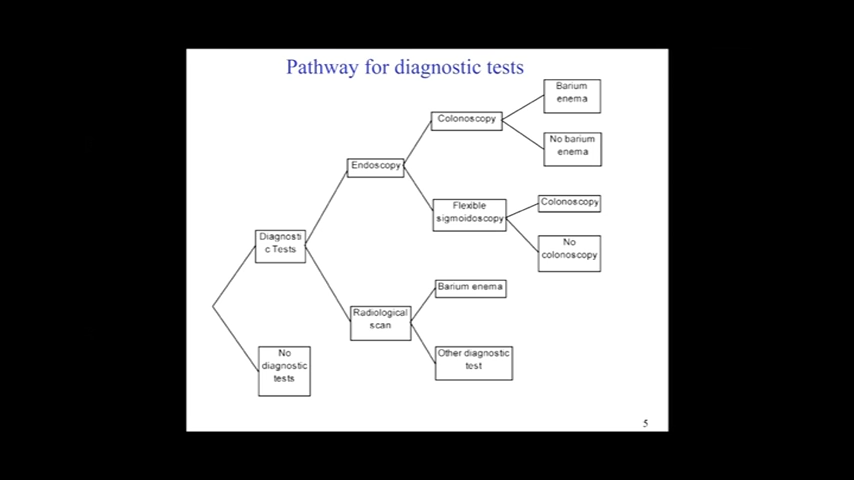 Pathway for diagnostic tests
Barium
enema
Colonoscopy
No barium
enema
Endoscopy
Flexible
sigmoidoscopy
Colonoscopy
No
colonoscopy
Diagnosti
c Tests
Barium enema
Radiological
scan
Other diagnostic
test
No
diagnostic
tests
5